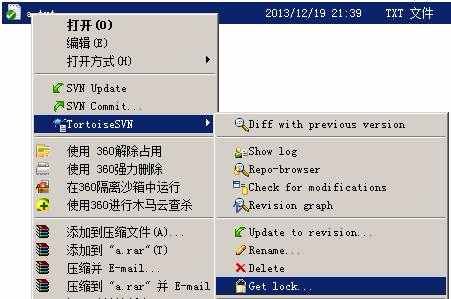 a.txt 2013/12/19 21:39 TXT 文件
打开(O)
编辑(E)
打开方式(H)
SVN Update
SVN Commit...
TortoiseSVN
使用 360解除占用
使用 360强力删除
在360隔离沙箱中运行
使用360进行木马云查杀
添加到压缩文件(A)...
添加到 "a.rar"(T)
压缩并 E-mail...
压缩到 "a.rar" 并 E-mail
Diff with previous version
Show log
Repo-browser
Check for modifications
Revision graph
Update to revision...
Rename...
Delete
Get lock...